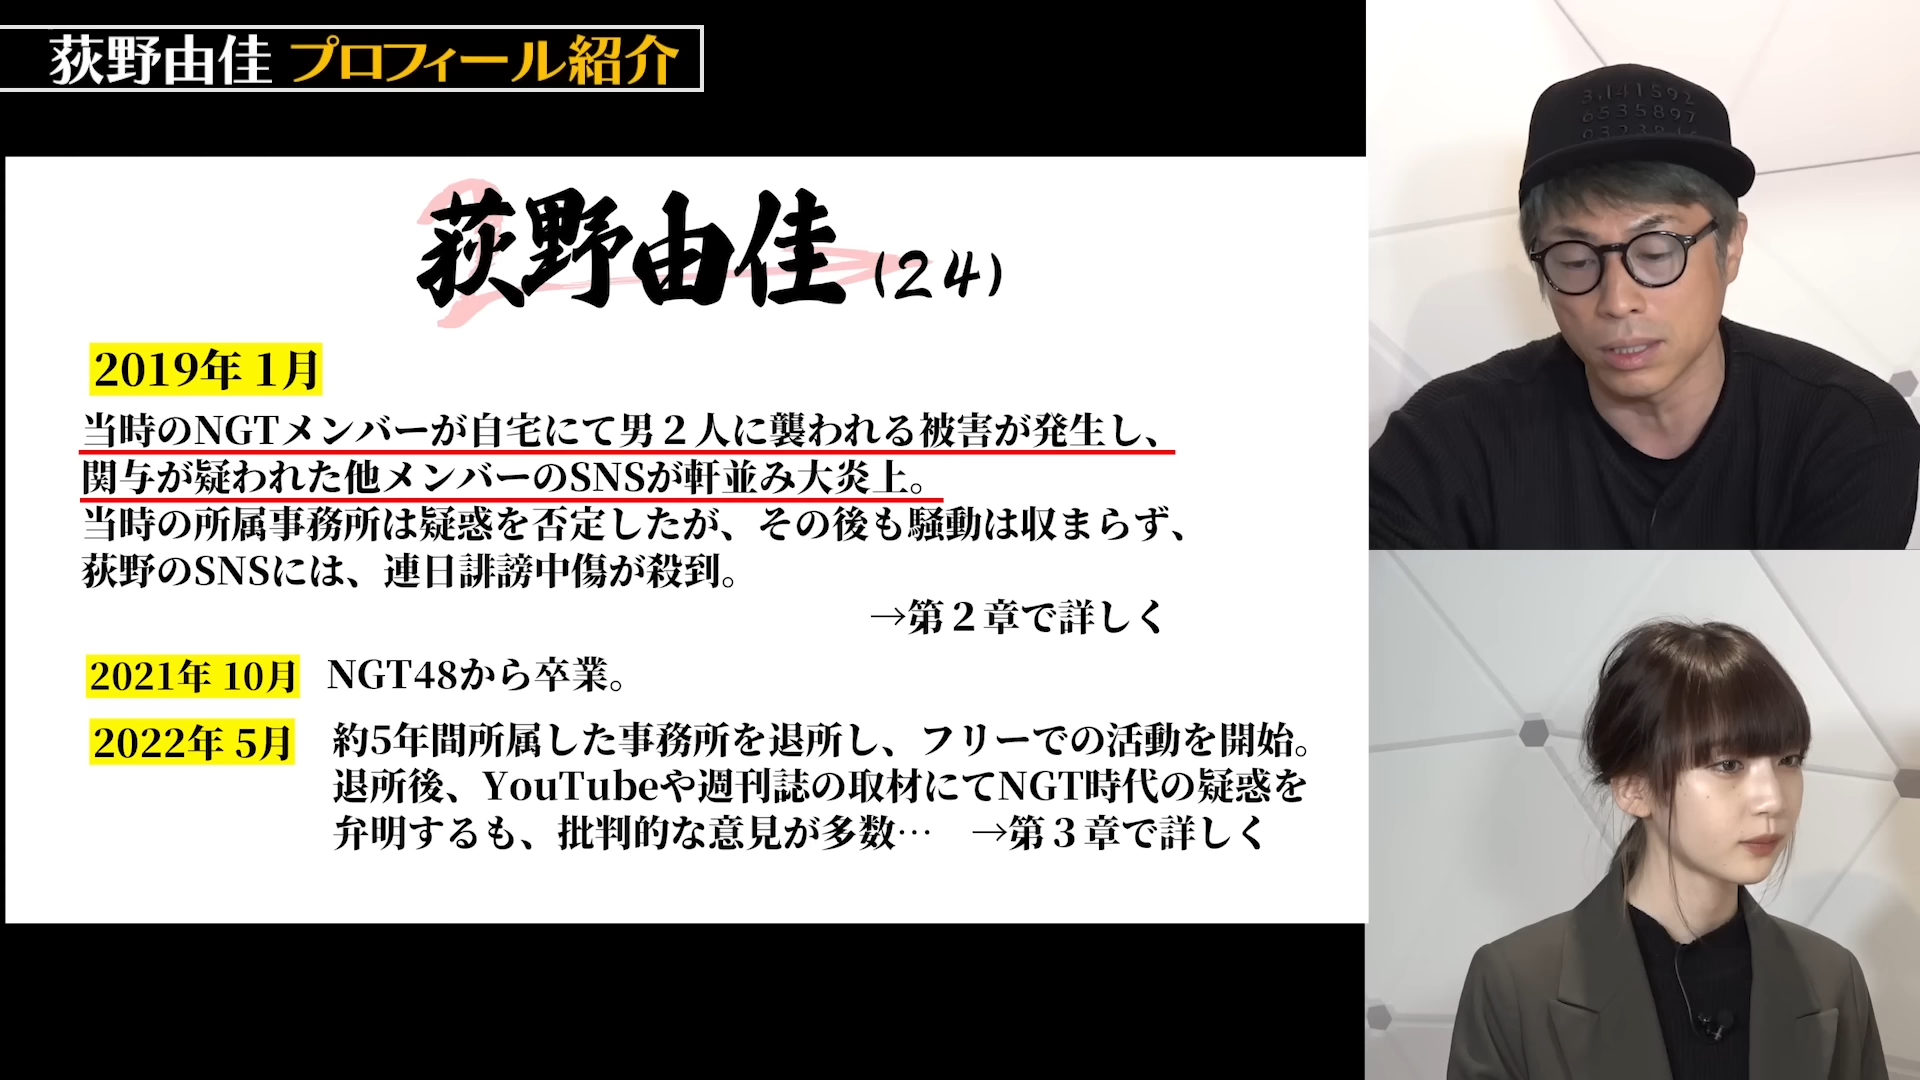 荻野由佳 プロフィール紹介
荻野由佳(24)
2019年 1月
当時のNGTメンバーが自宅にて男２人に襲われる被害が発生し、
関与が疑われた他メンバーのSNSが軒並み大炎上。
当時の所属事務所は疑惑を否定したが、その後も騒動は収まらず、
荻野のSNSには、連日誹謗中傷が殺到。
→第２章で詳しく
2021年 10月 NGT48から卒業。
2022年 5月 約5年間所属した事務所を退所し、フリーでの活動を開始。
退所後、YouTubeや週刊誌の取材にてNGT時代の疑惑を
弁明するも、批判的な意見が多数… →第３章で詳しく
3.141592
6535897